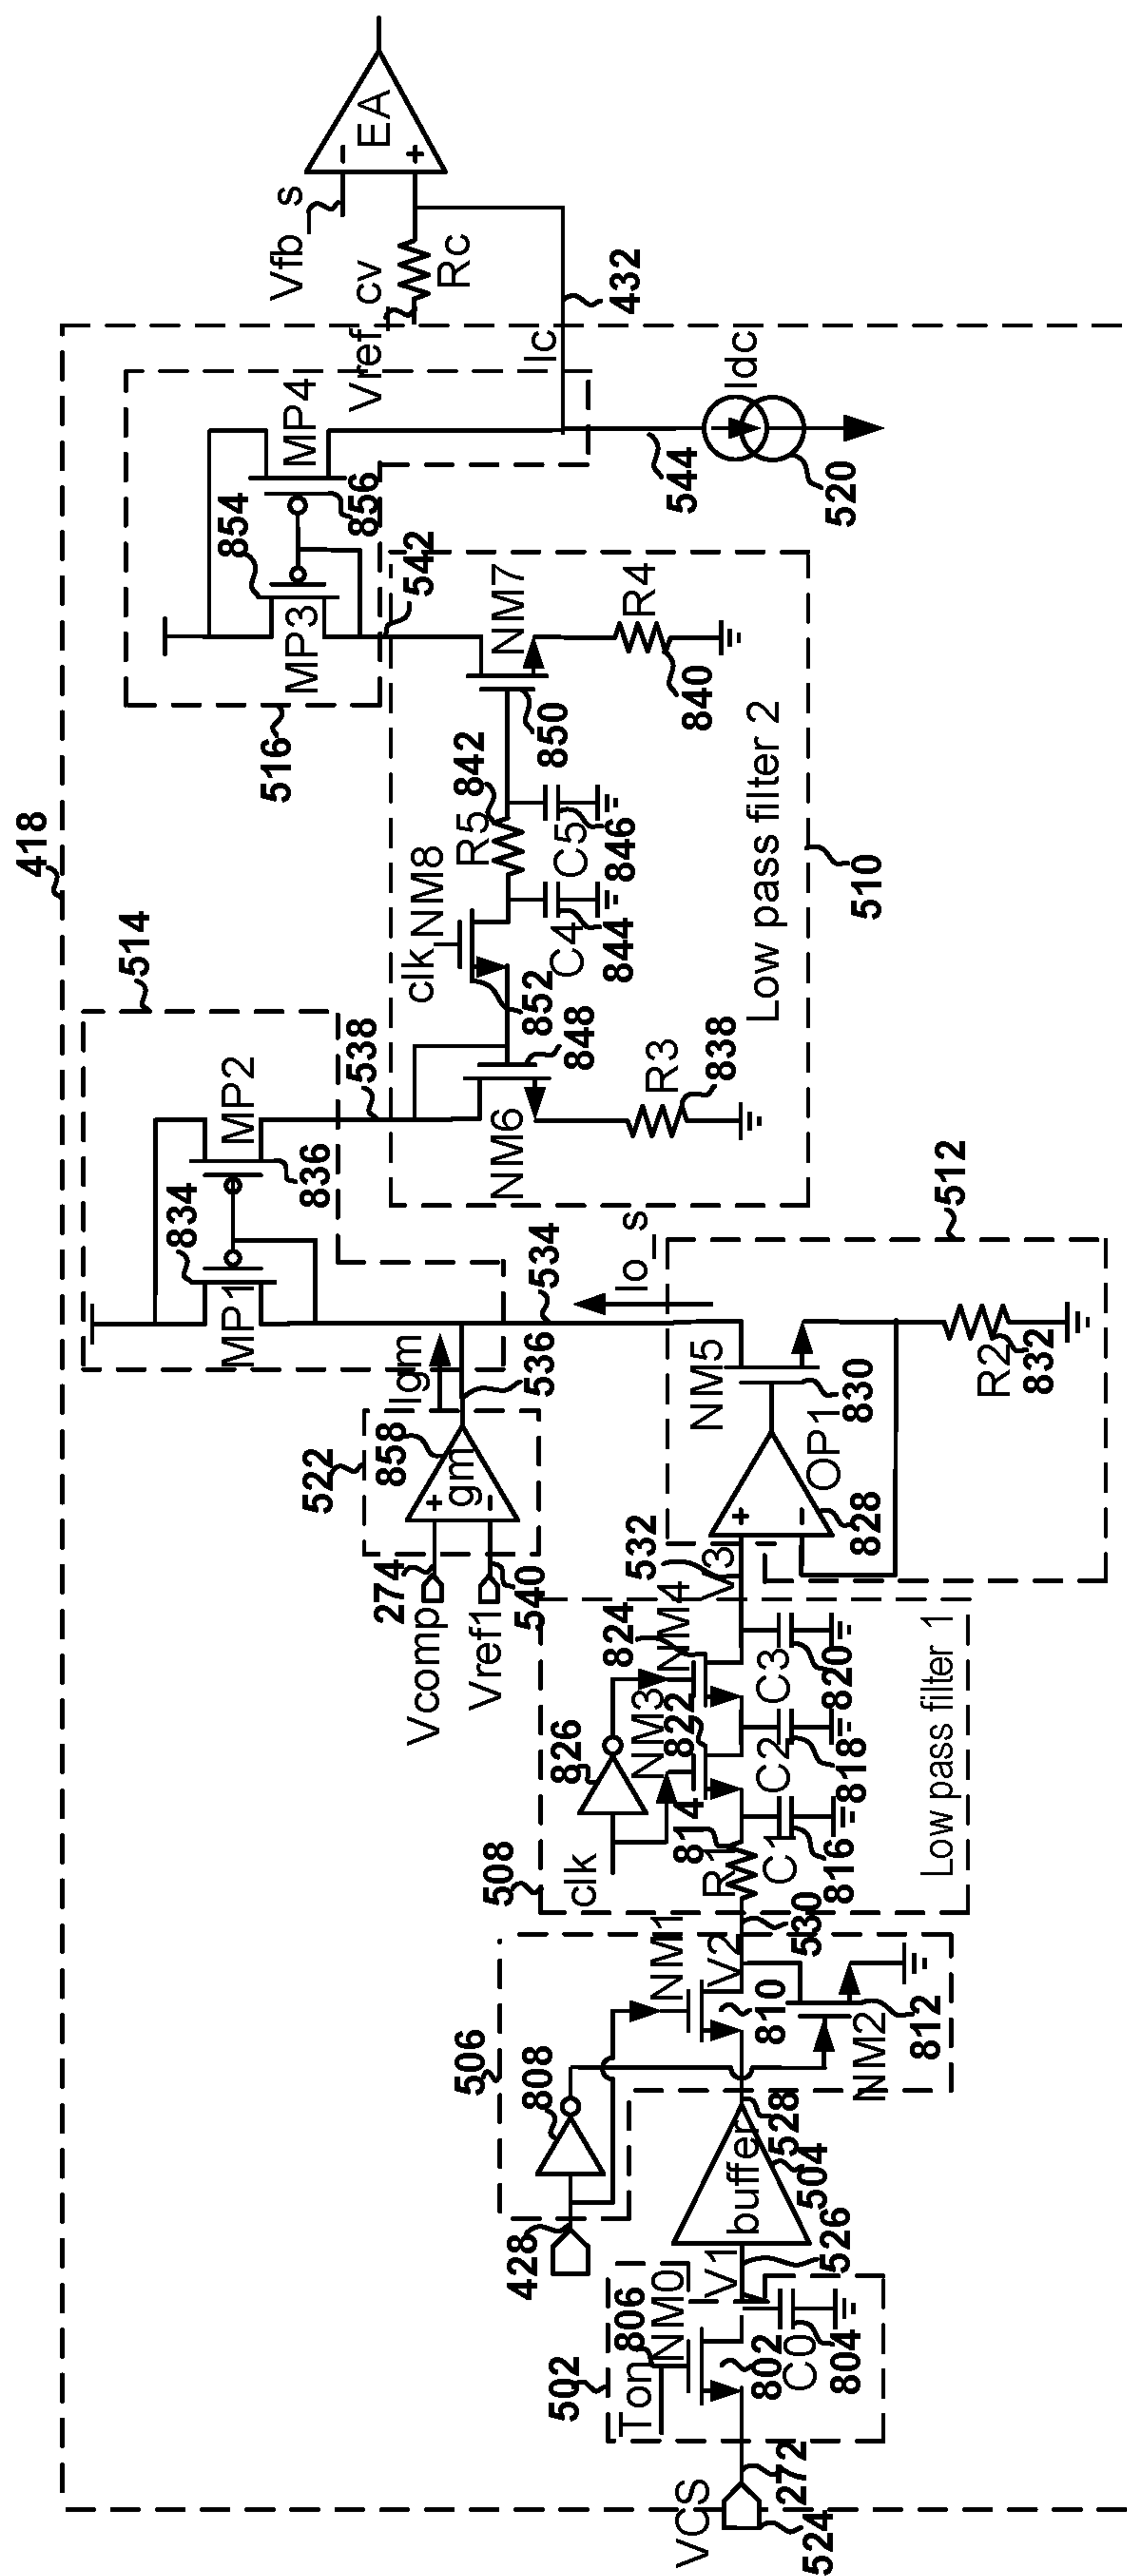 418
VCS
524
272
502
Ton
806
NM0
802
C0
804
V1
526
buffer
504
528
428
506
808
NM1
V2
810
NM2
812
530
508
clk
826
R1
814
C1
816
NM3
822
C2
818
NM4
824
C3
820
Low pass filter 1
V3
532
OP1
828
NM5
830
R2
832
512
Io_s
534
522
Vcomp
274
Vref1
540
gm
858
Igm
536
514
MP1
834
MP2
836
538
NM6
848
R3
838
clk
NM8
852
C4
844
R5
842
C5
846
NM7
850
R4
840
Low pass filter 2
510
516
MP3
854
MP4
856
542
544
Idc
520
Ic
432
Vref_cv
Rc
Vfb_s
EA